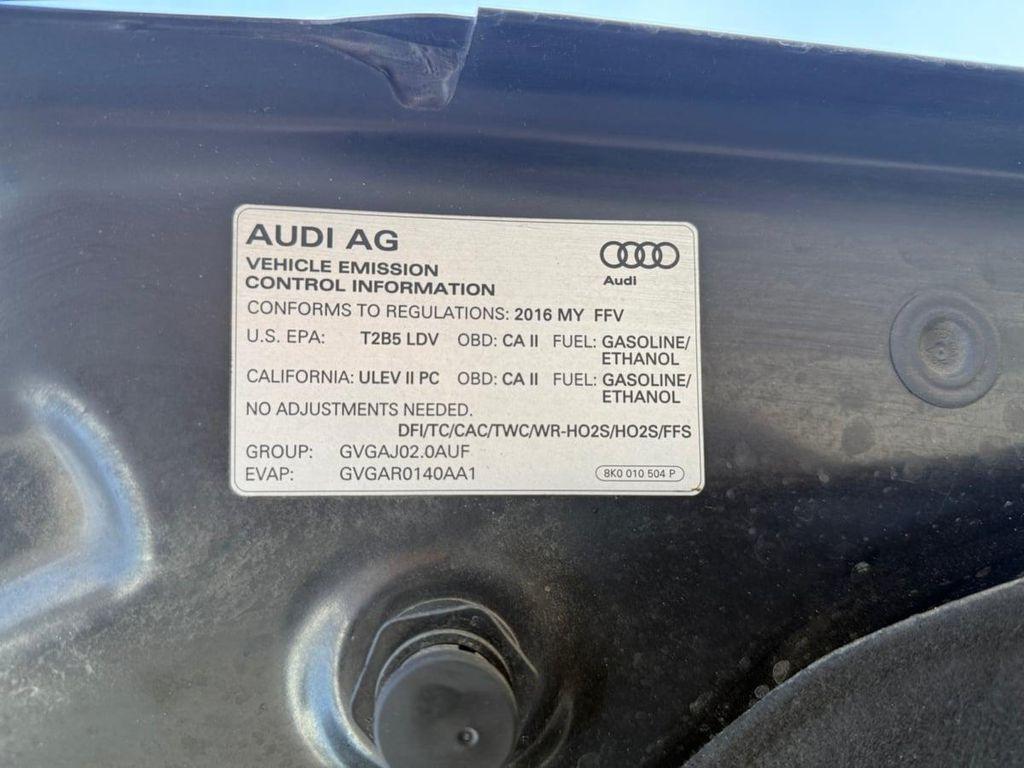 AUDI AG
Audi
VEHICLE EMISSION
CONTROL INFORMATION
CONFORMS TO REGULATIONS: 2016 MY FFV
U.S. EPA: T2B5 LDV OBD: CA II FUEL: GASOLINE/
ETHANOL
CALIFORNIA: ULEV II PC OBD: CA II FUEL: GASOLINE/
ETHANOL
NO ADJUSTMENTS NEEDED.
DFI/TC/CAC/TWC/WR-HO2S/HO2S/FFS
GROUP: GVGAJ02.0AUF
EVAP: GVGAR0140AA1
8K0 010 504 P